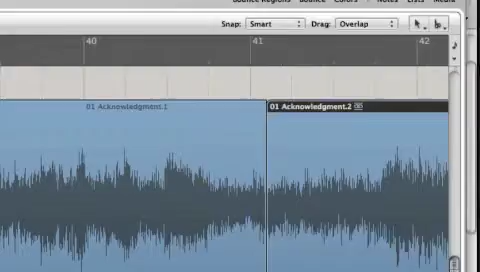 Bounce Regions Bounce Colors Notes Lists Media
Snap: Smart Drag: Overlap
40 41 42
01 Acknowledgment.1 01 Acknowledgment.2